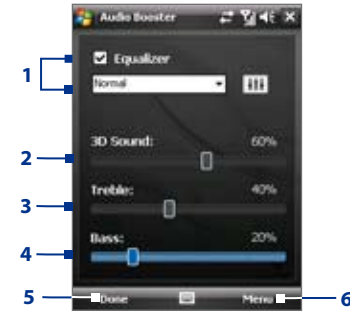 Audio Booster
1
Equalizer
Normal
3D Sound: 60%
2
Treble: 40%
3
Bass: 20%
4
5
Done
Menu
6